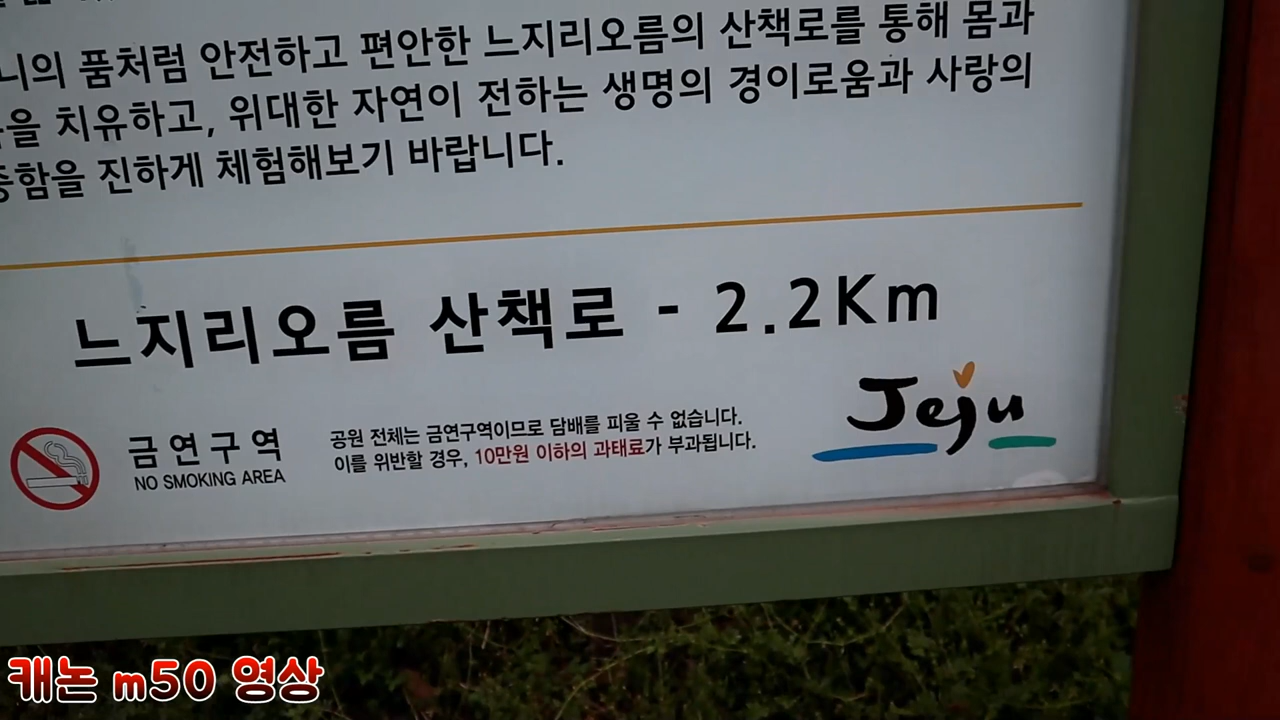 품처럼 안전하고 편안한 느지리오름의 산책로를 통해 몸과
치유하고, 위대한 자연이 전하는 생명의 경이로움과 사랑의
진하게 체험해보기 바랍니다.
느지리오름 산책로 - 2.2Km
Jeju
금연구역
NO SMOKING AREA
공원 전체는 금연구역이므로 담배를 피울 수 없습니다.
이를 위반할 경우, 10만원 이하의 과태료가 부과됩니다.
캐논 m50 영상